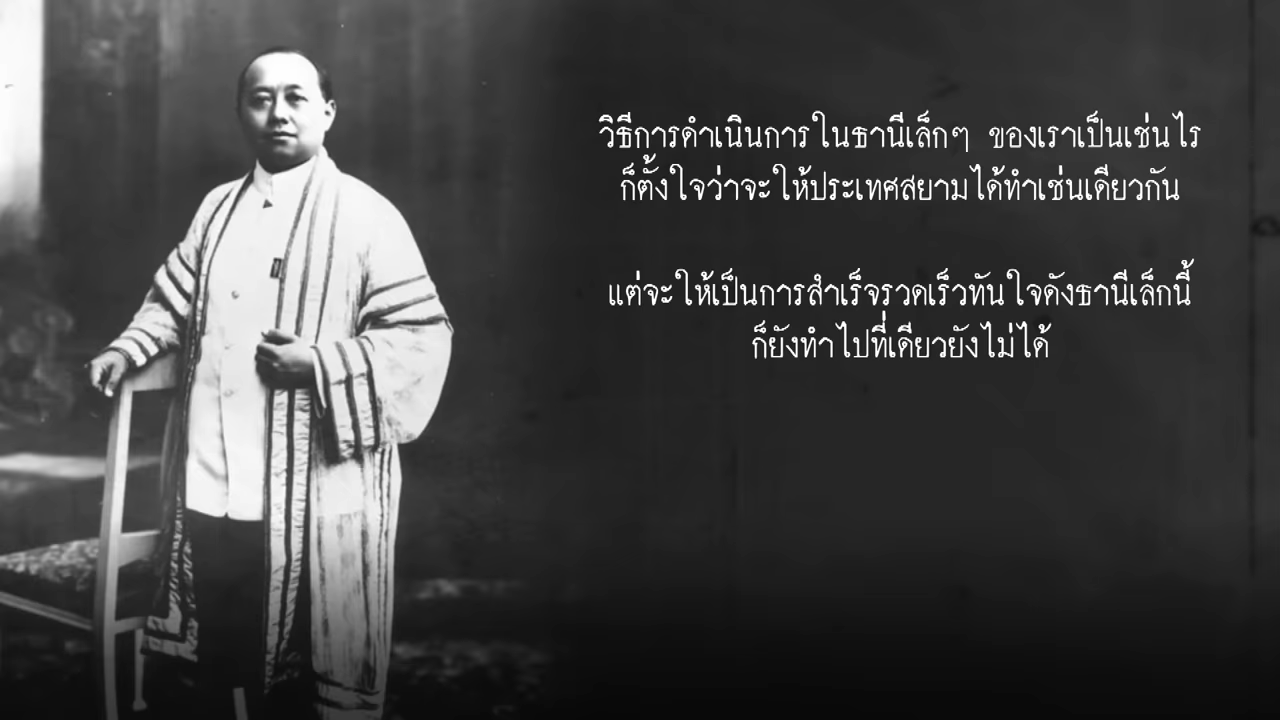 วิธีการดำเนินการในธานีเล็กๆ ของเราเป็นเช่นไร
ก็ตั้งใจว่าจะให้ประเทศสยามได้ทำเช่นเดียวกัน
แต่จะให้เป็นการสำเร็จรวดเร็วทันใจดังธานีเล็กนี้
ก็ยังทำไปทีเดียวยังไม่ได้